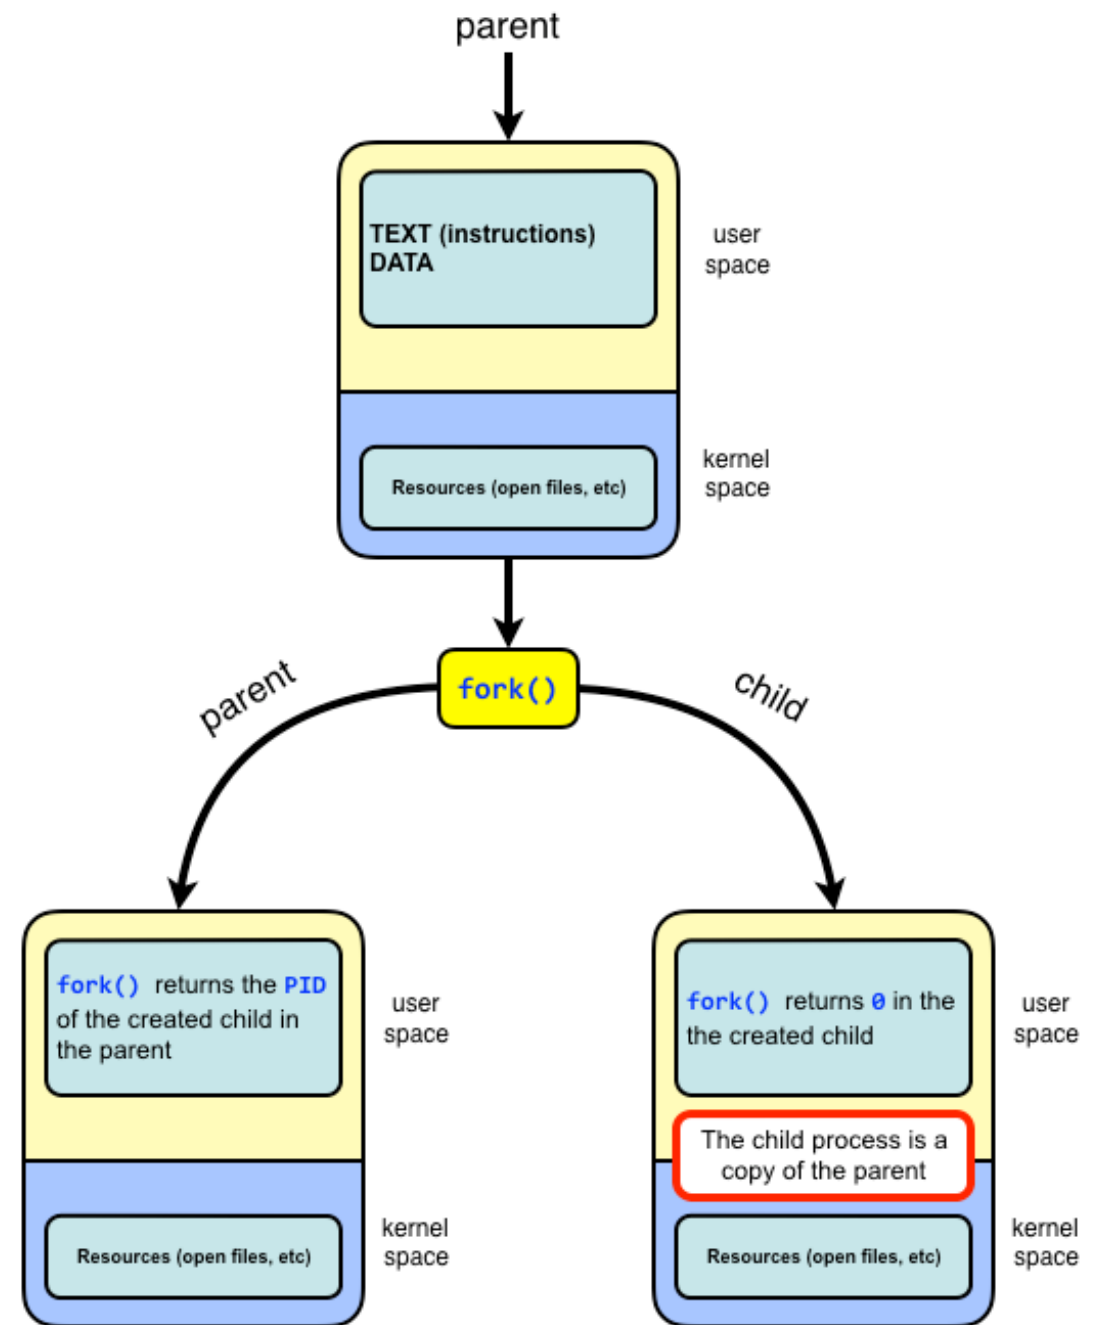 parent
TEXT (instructions)
DATA
user
space
Resources (open files, etc)
kernel
space
fork()
parent
child
fork() returns the PID
of the created child in
the parent
user
space
Resources (open files, etc)
kernel
space
fork() returns 0 in the
the created child
user
space
The child process is a
copy of the parent
Resources (open files, etc)
kernel
space